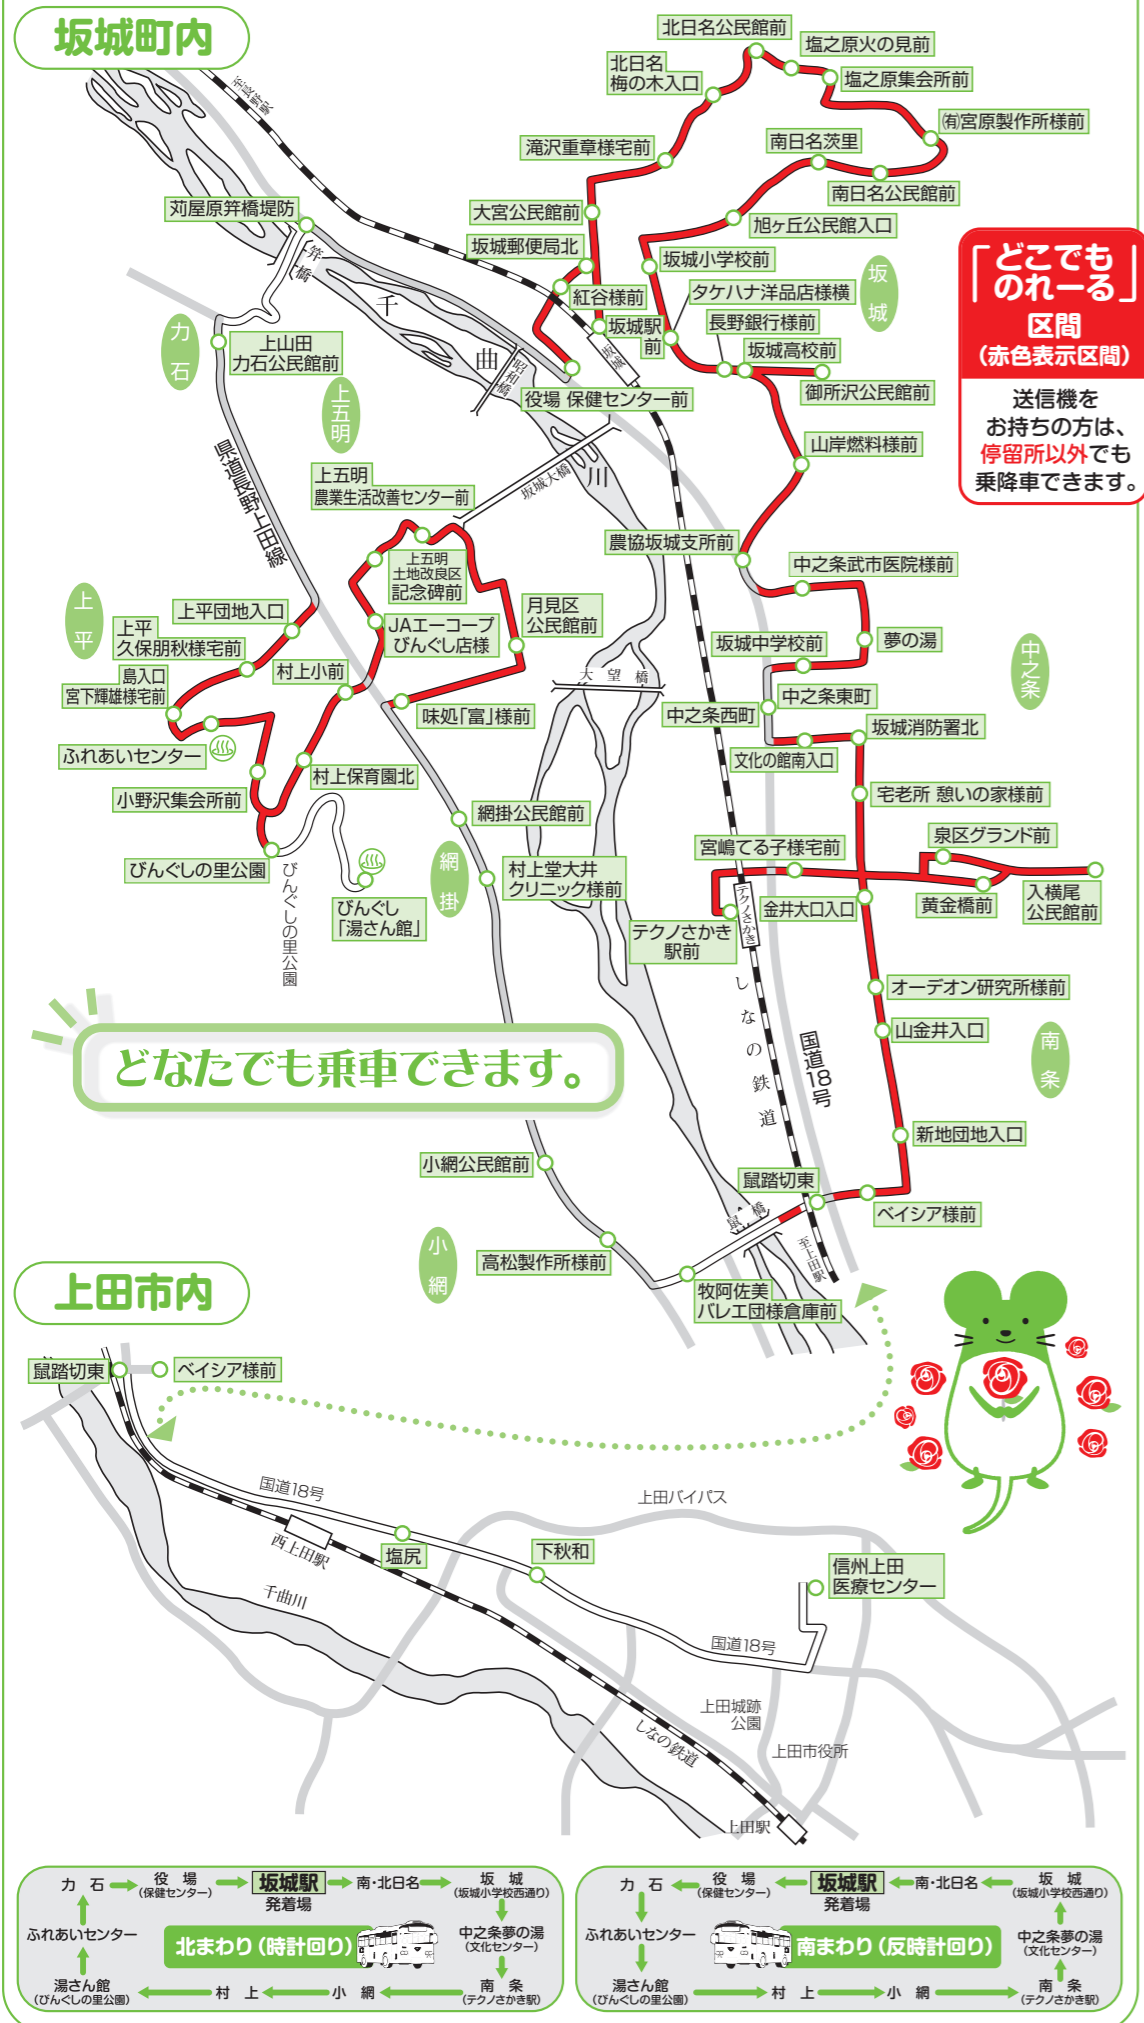 坂城町内
至長野駅
北日名公民館前
塩之原火の見前
北日名
梅の木入口
塩之原集会所前
㈲宮原製作所様前
滝沢重章様宅前
南日名茨里
南日名公民館前
苅屋原笄橋堤防
大宮公民館前
旭ヶ丘公民館入口
坂城郵便局北
坂城小学校前
笄橋
紅谷様前
タケハナ洋品店様横
坂城
千曲川
坂城駅
前
坂城
長野銀行様前
坂城高校前
力石
上山田
力石公民館前
昭和橋
役場 保健センター前
御所沢公民館前
「どこでも
のれーる」
区間
（赤色表示区間）
送信機を
お持ちの方は、
停留所以外でも
乗降車できます。
上五明
県道長野上田線
上五明
農業生活改善センター前
坂城大橋
山岸燃料様前
農協坂城支所前
上五明
土地改良区
記念碑前
中之条武市医院様前
上平
上平団地入口
上平
久保朋秋様宅前
JAエーコープ
びんぐし店様
月見区
公民館前
坂城中学校前
夢の湯
中之条
島入口
宮下輝雄様宅前
村上小前
大望橋
中之条東町
味処「富」様前
中之条西町
坂城消防署北
ふれあいセンター
文化の館南入口
小野沢集会所前
村上保育園北
宅老所 憩いの家様前
網掛公民館前
泉区グランド前
びんぐしの里公園
網掛
宮嶋てる子様宅前
村上堂大井
クリニック様前
びんぐしの里公園
びんぐし
「湯さん館」
テクノさかき
駅前
テクノさかき
金井大口入口
黄金橋前
入横尾
公民館前
オーデオン研究所様前
しなの鉄道
山金井入口
国道18号
南条
どなたでも乗車できます。
新地団地入口
小網公民館前
鼠踏切東
ベイシア様前
鼠橋
小網
高松製作所様前
至上田駅
牧阿佐美
バレエ団様倉庫前
上田市内
鼠踏切東
ベイシア様前
国道18号
上田バイパス
西上田駅
塩尻
下秋和
信州上田
医療センター
千曲川
国道18号
上田城跡
公園
しなの鉄道
上田市役所
上田駅
力石
役場
（保健センター）
坂城駅
発着場
南・北日名
坂城
（坂城小学校西通り）
ふれあいセンター
北まわり（時計回り）
中之条夢の湯
（文化センター）
湯さん館
（びんぐしの里公園）
村上
小網
南条
（テクノさかき駅）
力石
役場
（保健センター）
坂城駅
発着場
南・北日名
坂城
（坂城小学校西通り）
ふれあいセンター
南まわり（反時計回り）
中之条夢の湯
（文化センター）
湯さん館
（びんぐしの里公園）
村上
小網
南条
（テクノさかき駅）